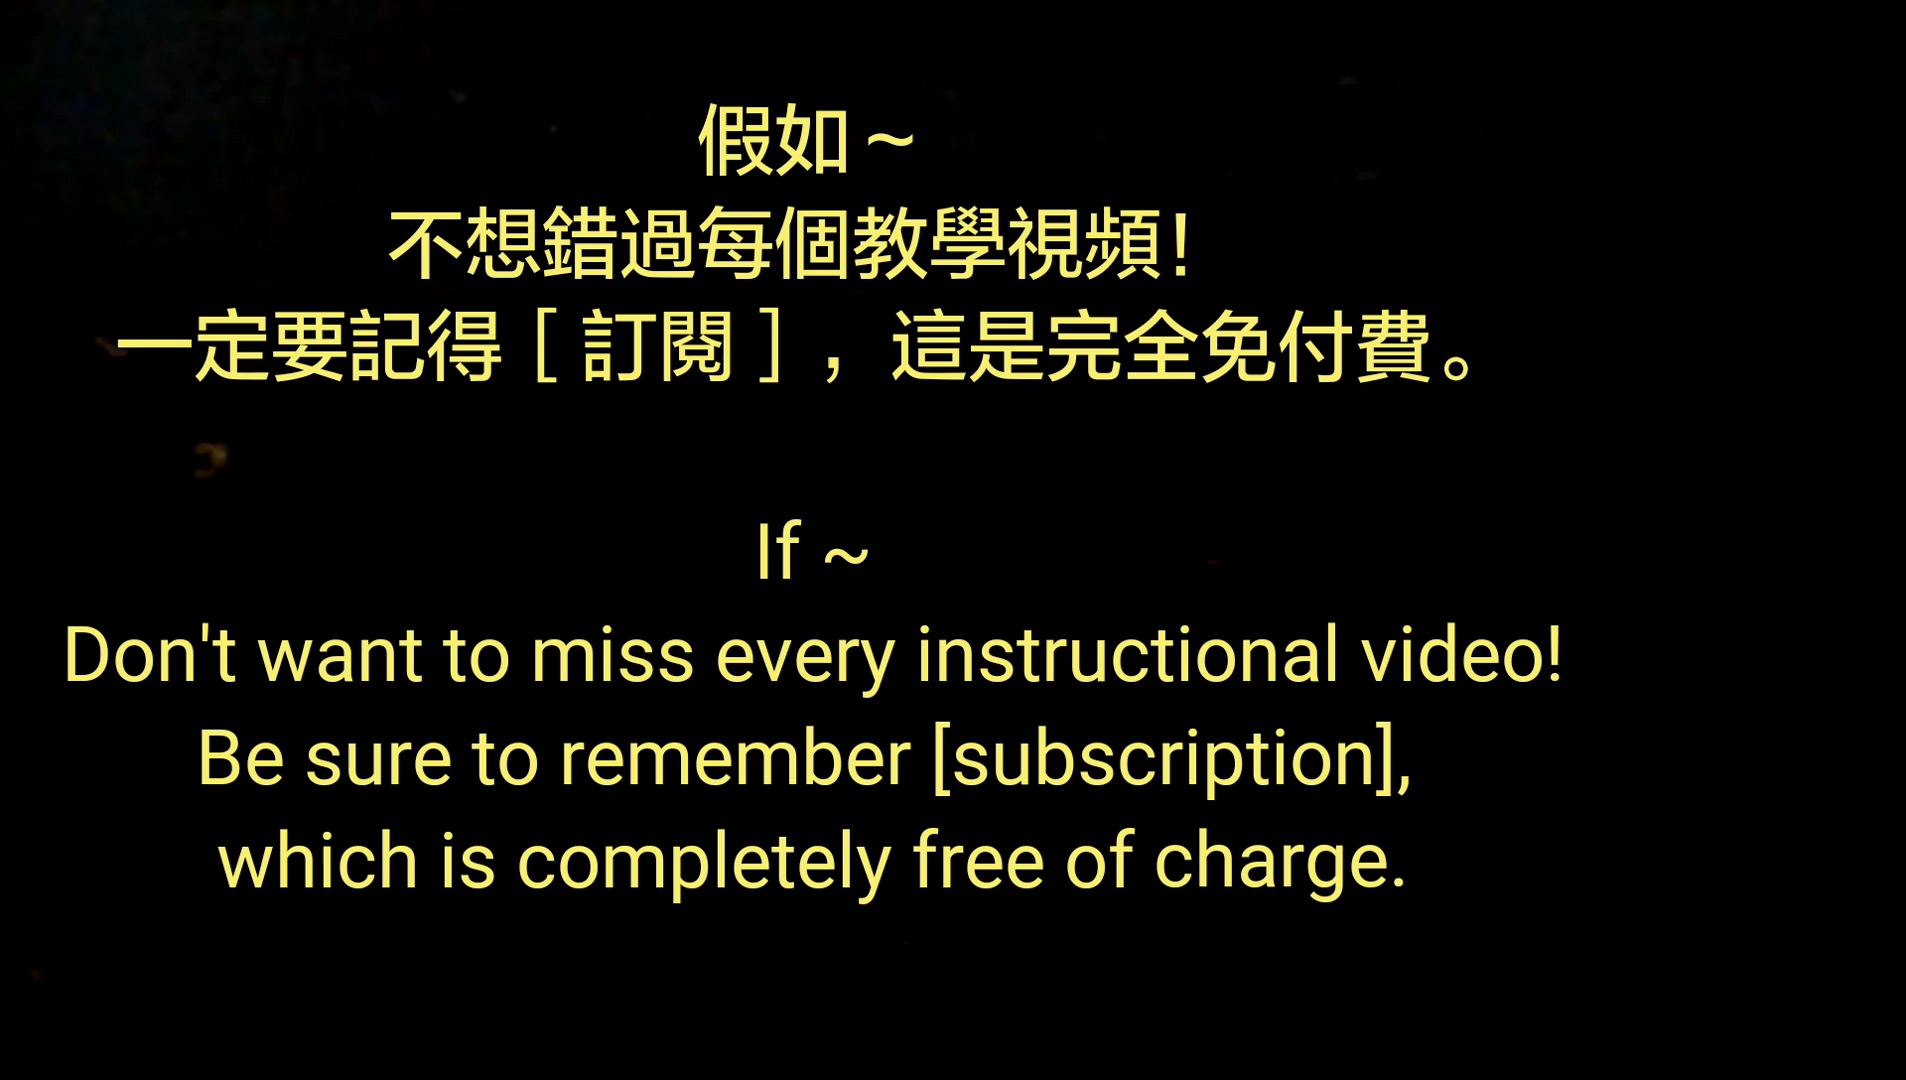 假如~
不想錯過每個教學視頻!
一定要記得[訂閱],這是完全免付費。
If ~
Don't want to miss every instructional video!
Be sure to remember [subscription],
which is completely free of charge.